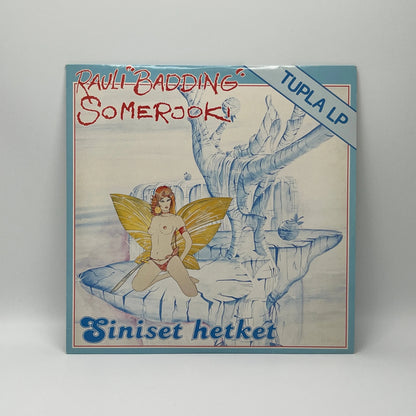 RAULI "BADDING"
SOMERJOKI
TUPLA LP
Siniset hetket